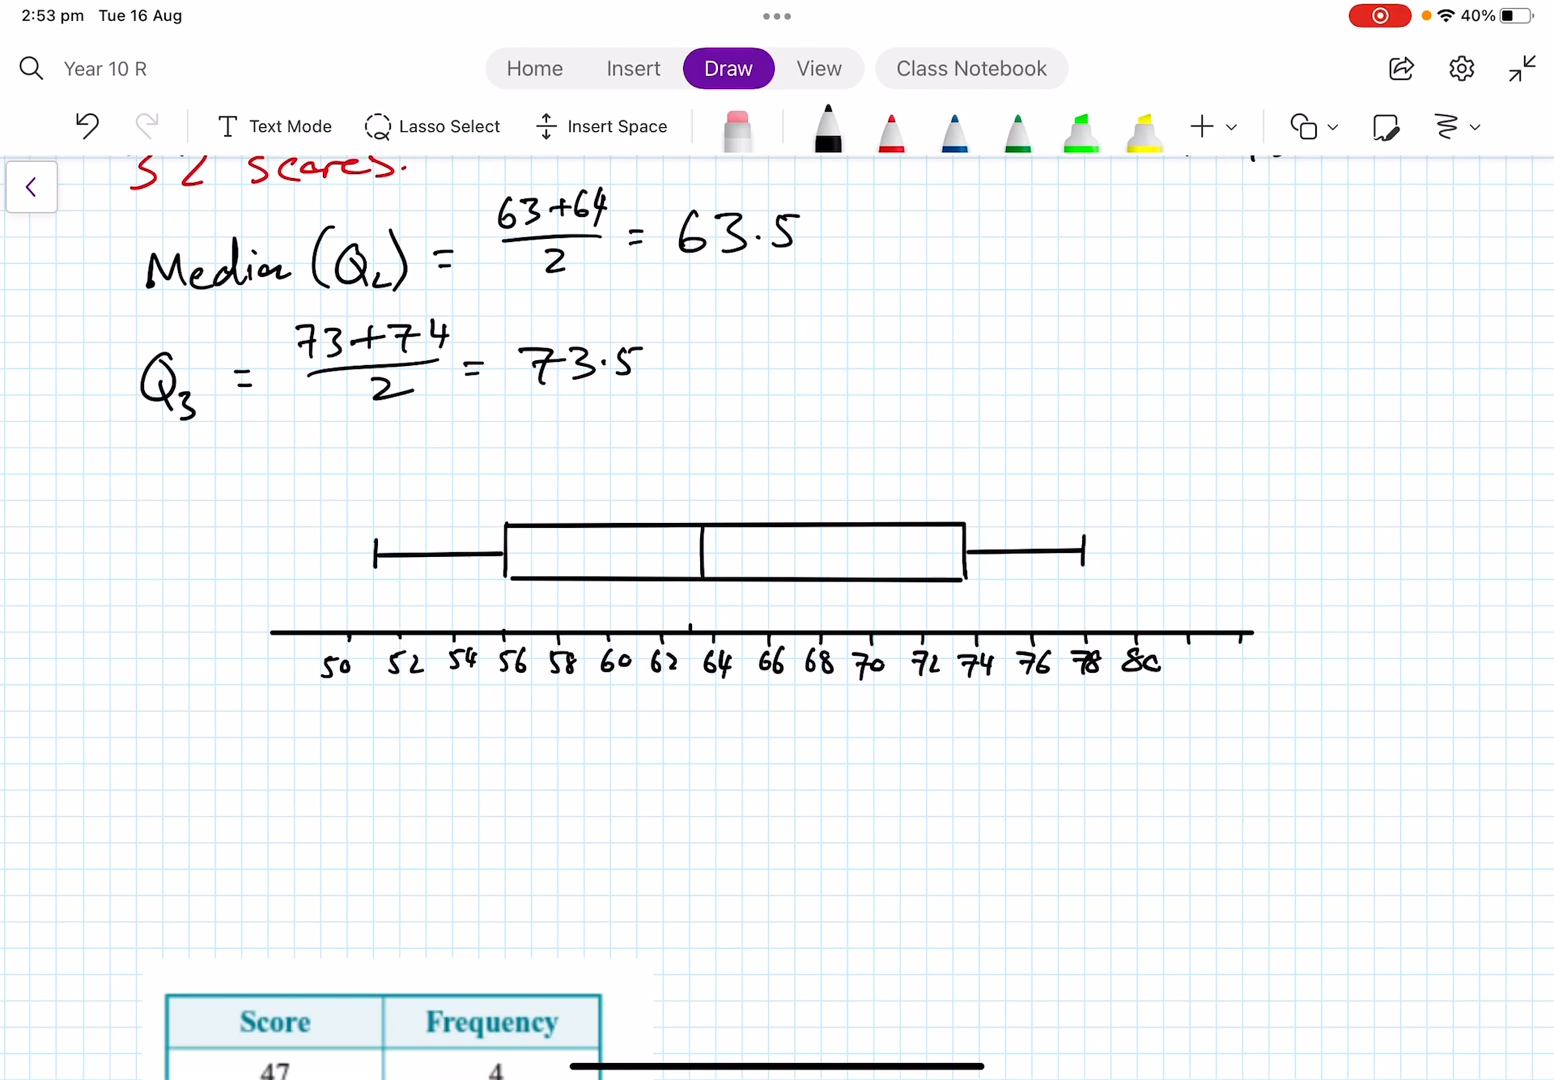 2:53 pm Tue 16 Aug
40%
Year 10 R
Home Insert Draw View Class Notebook
Text Mode Lasso Select Insert Space
32 scores.
Median (Q2) = 63+64/2 = 63.5
Q3 = 73+74/2 = 73.5
50 52 54 56 58 60 62 64 66 68 70 72 74 76 78 80
Score Frequency
47 4